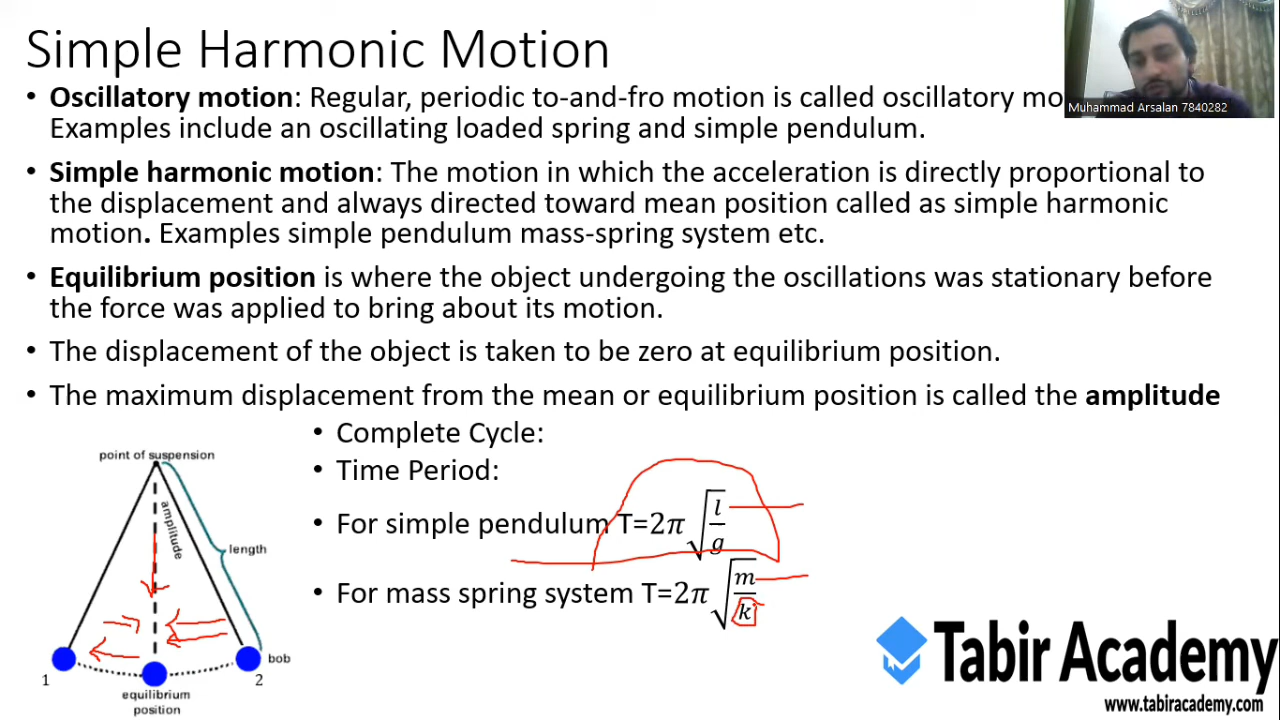 Simple Harmonic Motion
• Oscillatory motion: Regular, periodic to-and-fro motion is called oscillatory mo
Examples include an oscillating loaded spring and simple pendulum.
• Simple harmonic motion: The motion in which the acceleration is directly proportional to
the displacement and always directed toward mean position called as simple harmonic
motion. Examples simple pendulum mass-spring system etc.
• Equilibrium position is where the object undergoing the oscillations was stationary before
the force was applied to bring about its motion.
• The displacement of the object is taken to be zero at equilibrium position.
• The maximum displacement from the mean or equilibrium position is called the amplitude
• Complete Cycle:
• Time Period:
• For simple pendulum T=2π√(l/g)
• For mass spring system T=2π√(m/k)
point of suspension
amplitude
length
bob
1
2
equilibrium
position
Muhammad Arsalan 7840282
Tabir Academy
www.tabiracademy.com